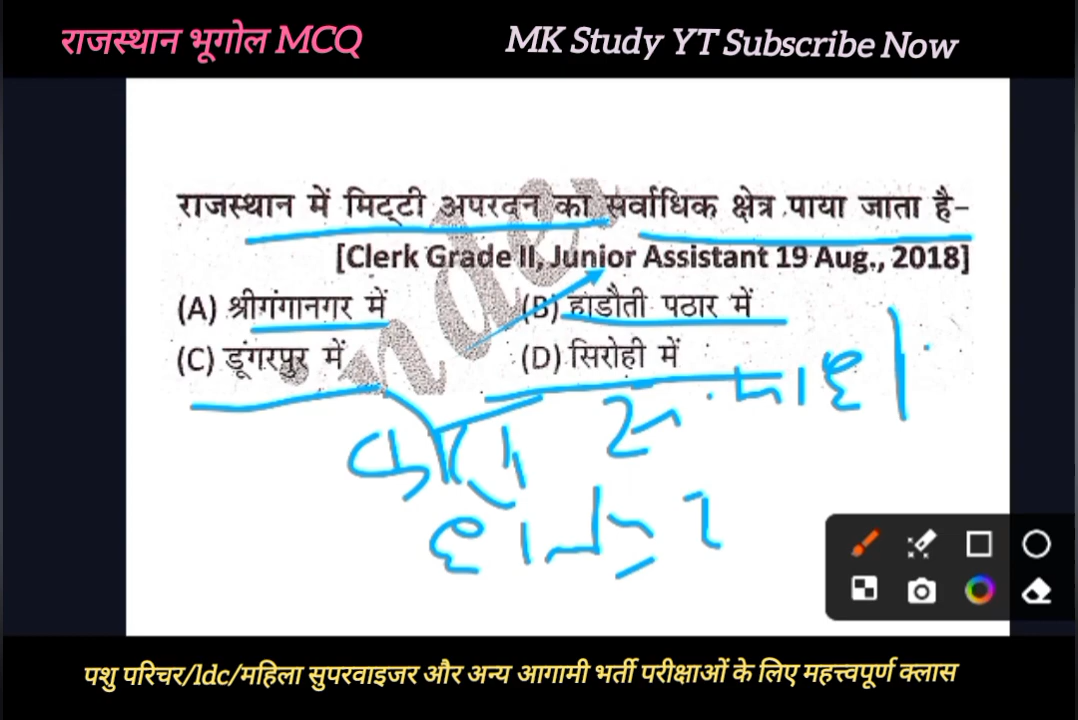 राजस्थान भूगोल MCQ
MK Study YT Subscribe Now
राजस्थान में मिट्टी अपरदन का सर्वाधिक क्षेत्र पाया जाता है-
[Clerk Grade II, Junior Assistant 19 Aug., 2018]
(A) श्रीगंगानगर में (B) हाडौती पठार में
(C) डूंगरपुर में (D) सिरोही में
पशु परिचर/ldc/महिला सुपरवाइजर और अन्य आगामी भर्ती परीक्षाओं के लिए महत्त्वपूर्ण क्लास